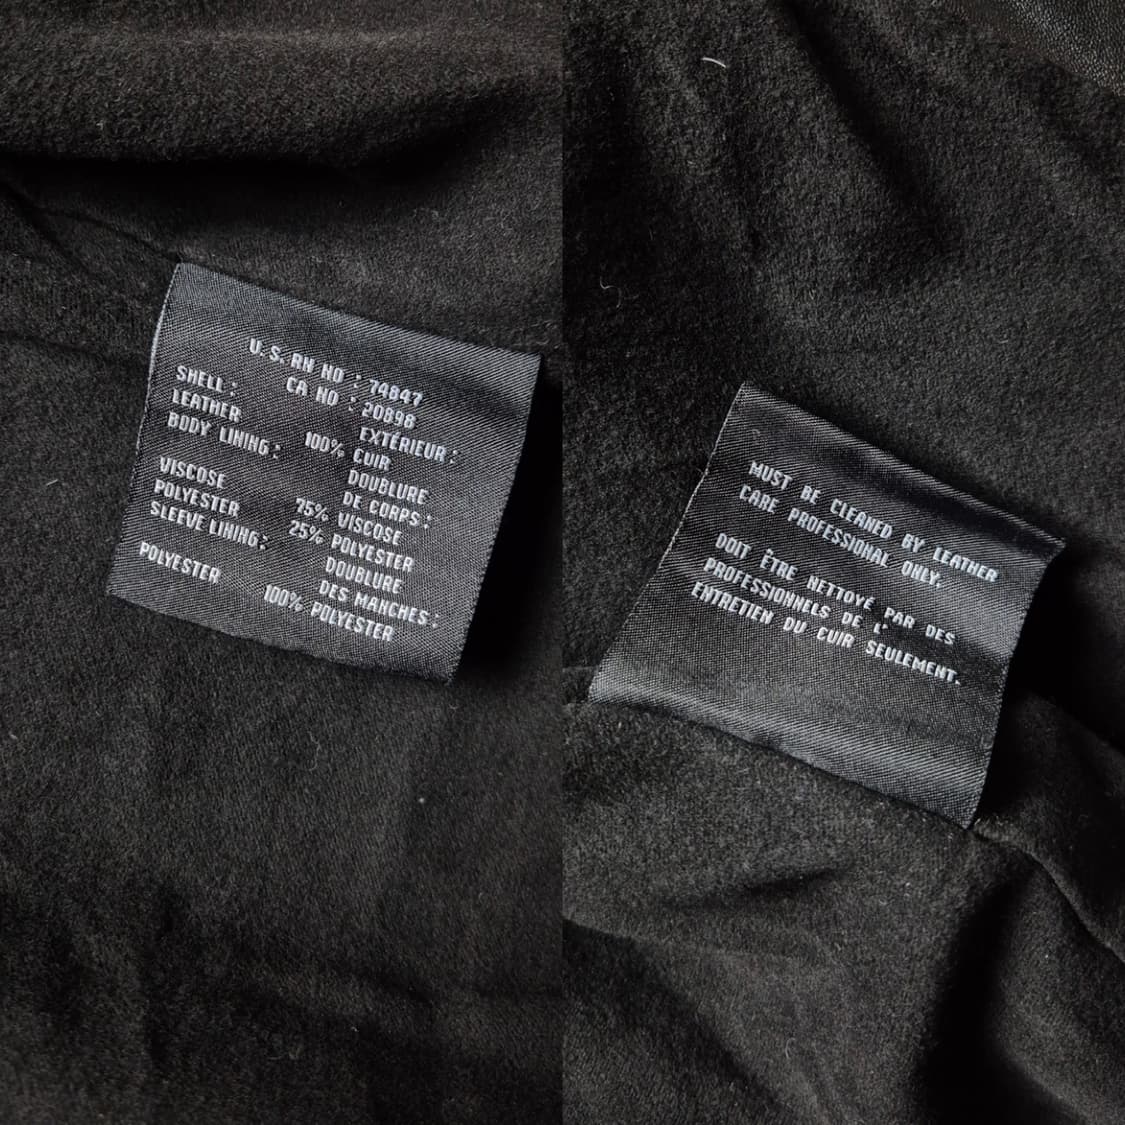 U.S. RN NO : 74847
CA NO : 20898
SHELL: EXTÉRIEUR:
LEATHER 100% CUIR
BODY LINING: DOUBLURE
DE CORPS:
VISCOSE 75% VISCOSE
POLYESTER 25% POLYESTER
SLEEVE LINING: DOUBLURE
DES MANCHES:
POLYESTER 100% POLYESTER
MUST BE CLEANED BY LEATHER
CARE PROFESSIONAL ONLY.
DOIT ÊTRE NETTOYÉ PAR DES
PROFESSIONNELS DE L'
ENTRETIEN DU CUIR SEULEMENT.